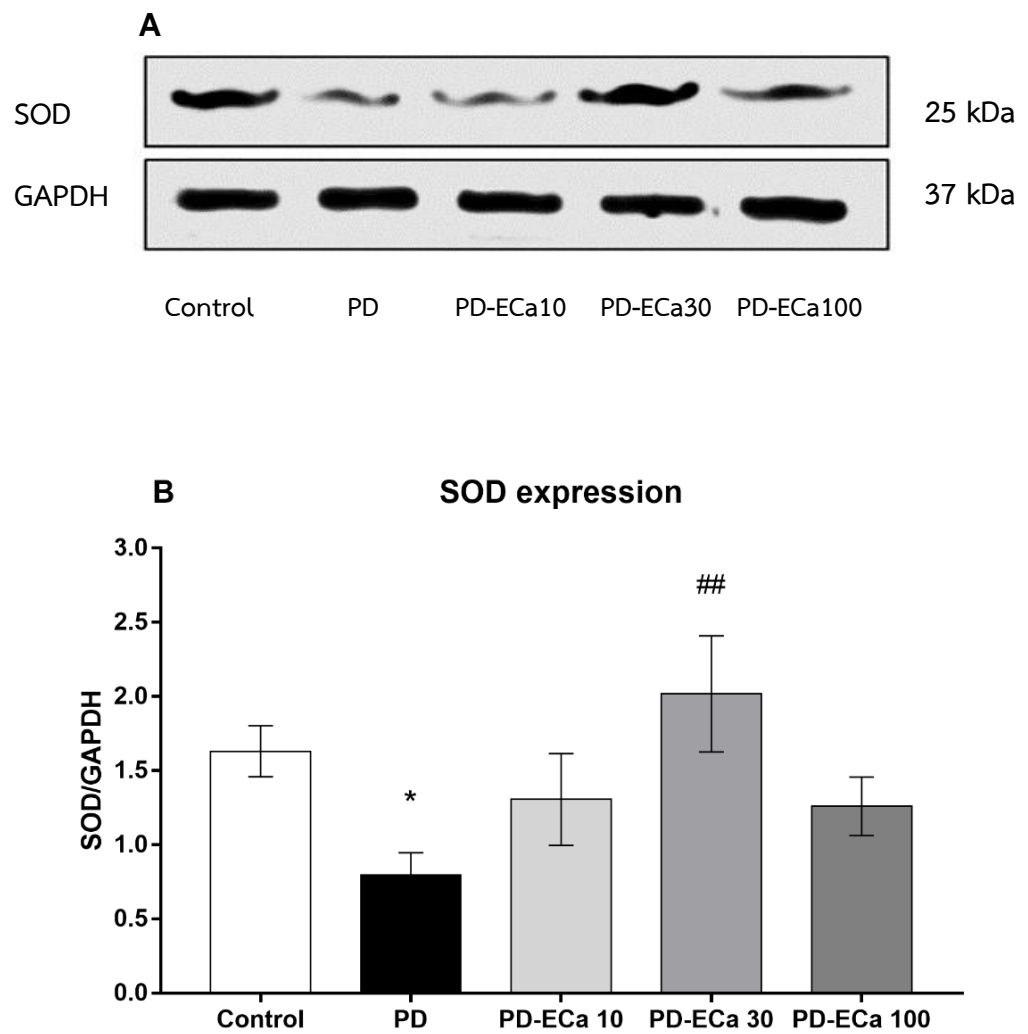 A
SOD 25 kDa
GAPDH 37 kDa
Control PD PD-ECa10 PD-ECa30 PD-ECa100
B SOD expression
SOD/GAPDH
3.0
2.5
2.0
1.5
1.0
0.5
0.0
##
*
Control PD PD-ECa 10 PD-ECa 30 PD-ECa 100